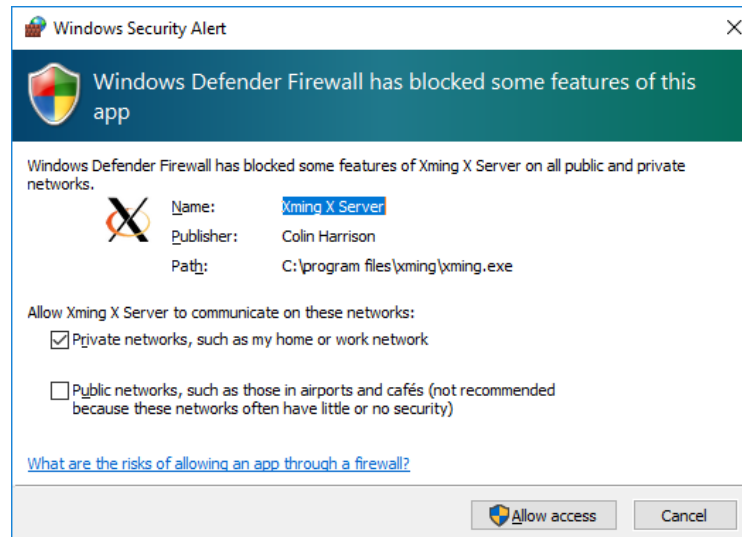 Windows Security Alert
Windows Defender Firewall has blocked some features of this
app
Windows Defender Firewall has blocked some features of Xming X Server on all public and private
networks.
Name: Xming X Server
Publisher: Colin Harrison
Path: C:\program files\xming\xming.exe
Allow Xming X Server to communicate on these networks:
Private networks, such as my home or work network
Public networks, such as those in airports and cafés (not recommended
because these networks often have little or no security)
What are the risks of allowing an app through a firewall?
Allow access Cancel